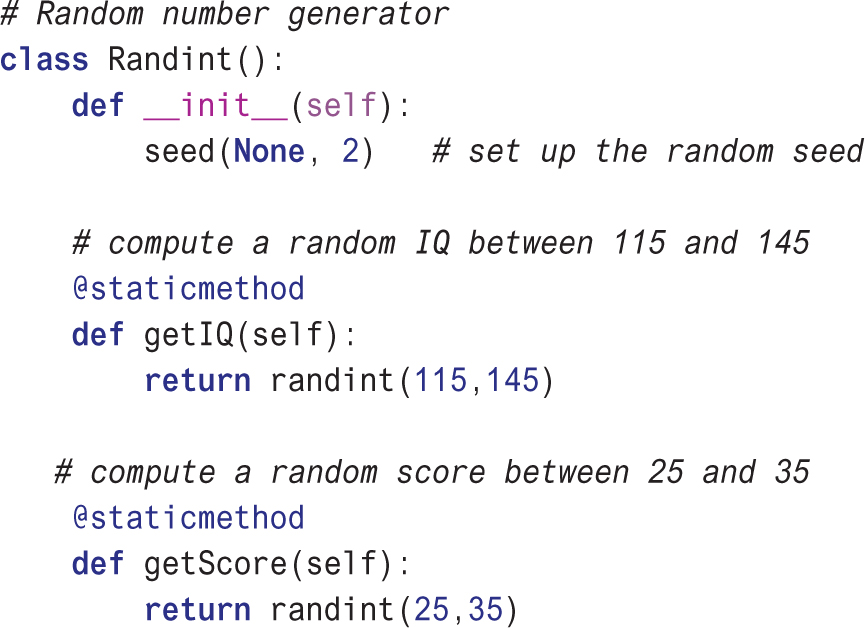 # Random number generator
class Randint():
    def __init__(self):
        seed(None, 2)   # set up the random seed

    # compute a random IQ between 115 and 145
    @staticmethod
    def getIQ(self):
        return randint(115,145)

   # compute a random score between 25 and 35
    @staticmethod
    def getScore(self):
        return randint(25,35)